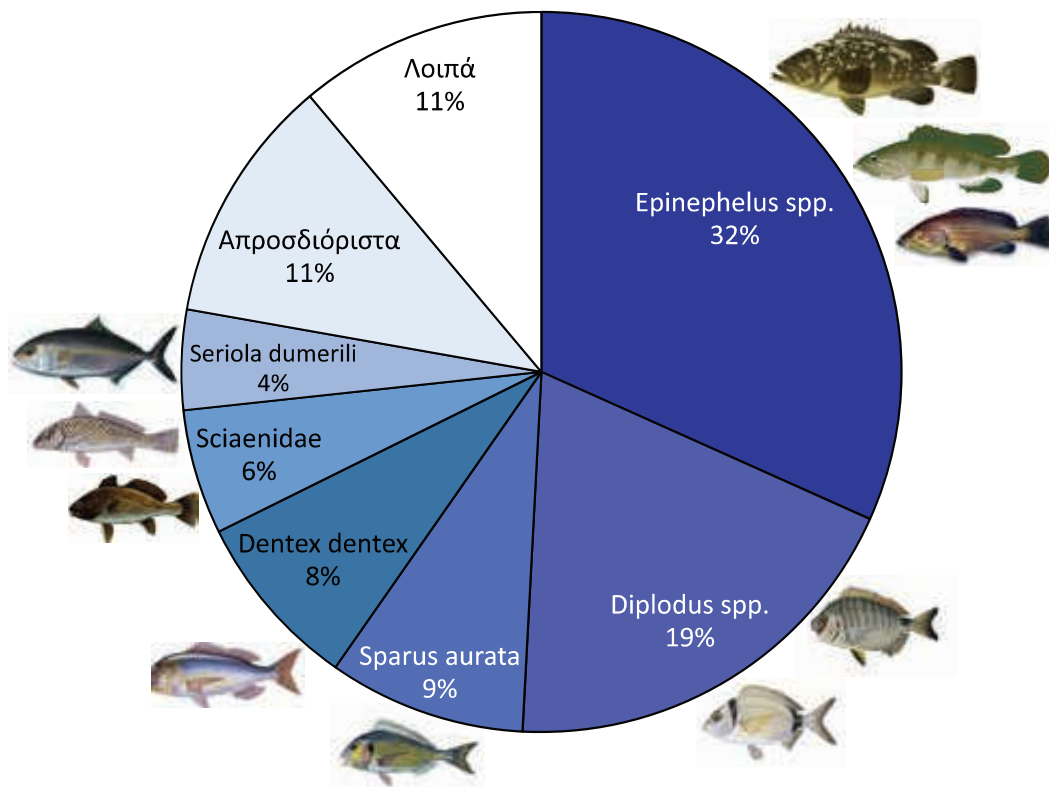 Λοιπά
11%
Epinephelus spp.
32%
Απροσδιόριστα
11%
Seriola dumerili
4%
Sciaenidae
6%
Dentex dentex
8%
Sparus aurata
9%
Diplodus spp.
19%